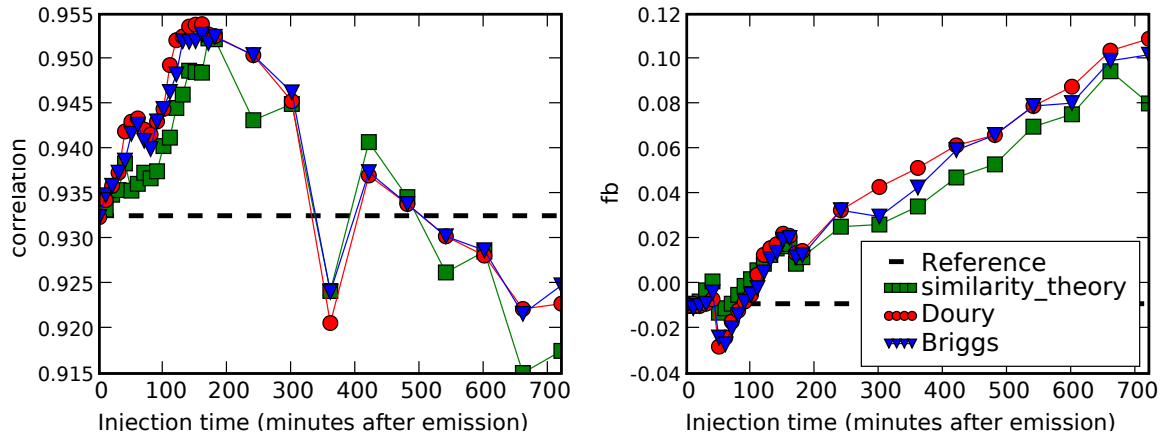 0.955
0.950
0.945
0.940
0.935
0.930
0.925
0.920
0.915
correlation
0 100 200 300 400 500 600 700
Injection time (minutes after emission)
0.12
0.10
0.08
0.06
0.04
0.02
0.00
-0.02
-0.04
fb
Reference
similarity_theory
Doury
Briggs
0 100 200 300 400 500 600 700
Injection time (minutes after emission)